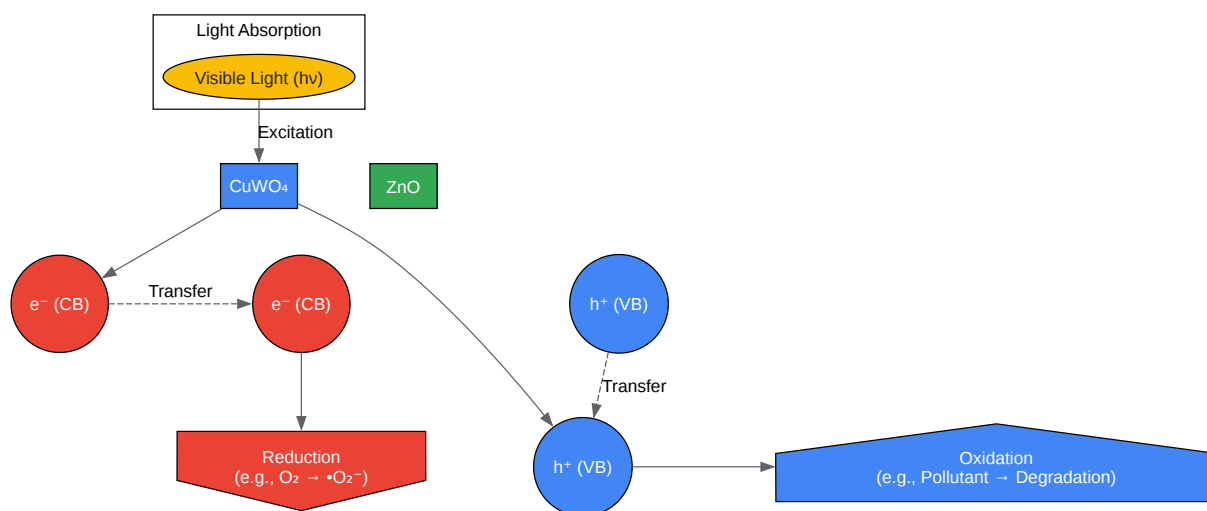 Light Absorption
Visible Light (hν)
Excitation
CuWO₄
ZnO
e⁻ (CB)
Transfer
e⁻ (CB)
h⁺ (VB)
Transfer
Reduction
(e.g., O₂ → •O₂⁻)
h⁺ (VB)
Oxidation
(e.g., Pollutant → Degradation)